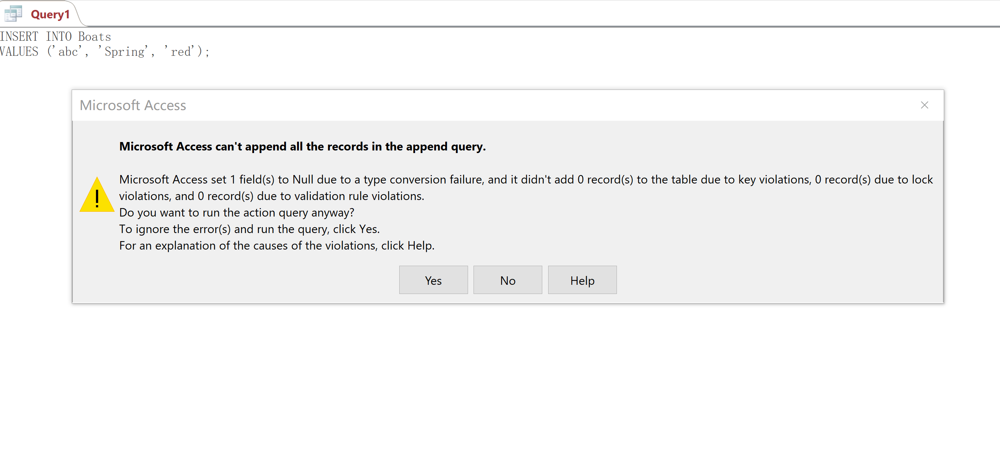 Query1
INSERT INTO Boats
VALUES ('abc', 'Spring', 'red');
Microsoft Access
Microsoft Access can't append all the records in the append query.
Microsoft Access set 1 field(s) to Null due to a type conversion failure, and it didn't add 0 record(s) to the table due to key violations, 0 record(s) due to lock
violations, and 0 record(s) due to validation rule violations.
Do you want to run the action query anyway?
To ignore the error(s) and run the query, click Yes.
For an explanation of the causes of the violations, click Help.
Yes No Help